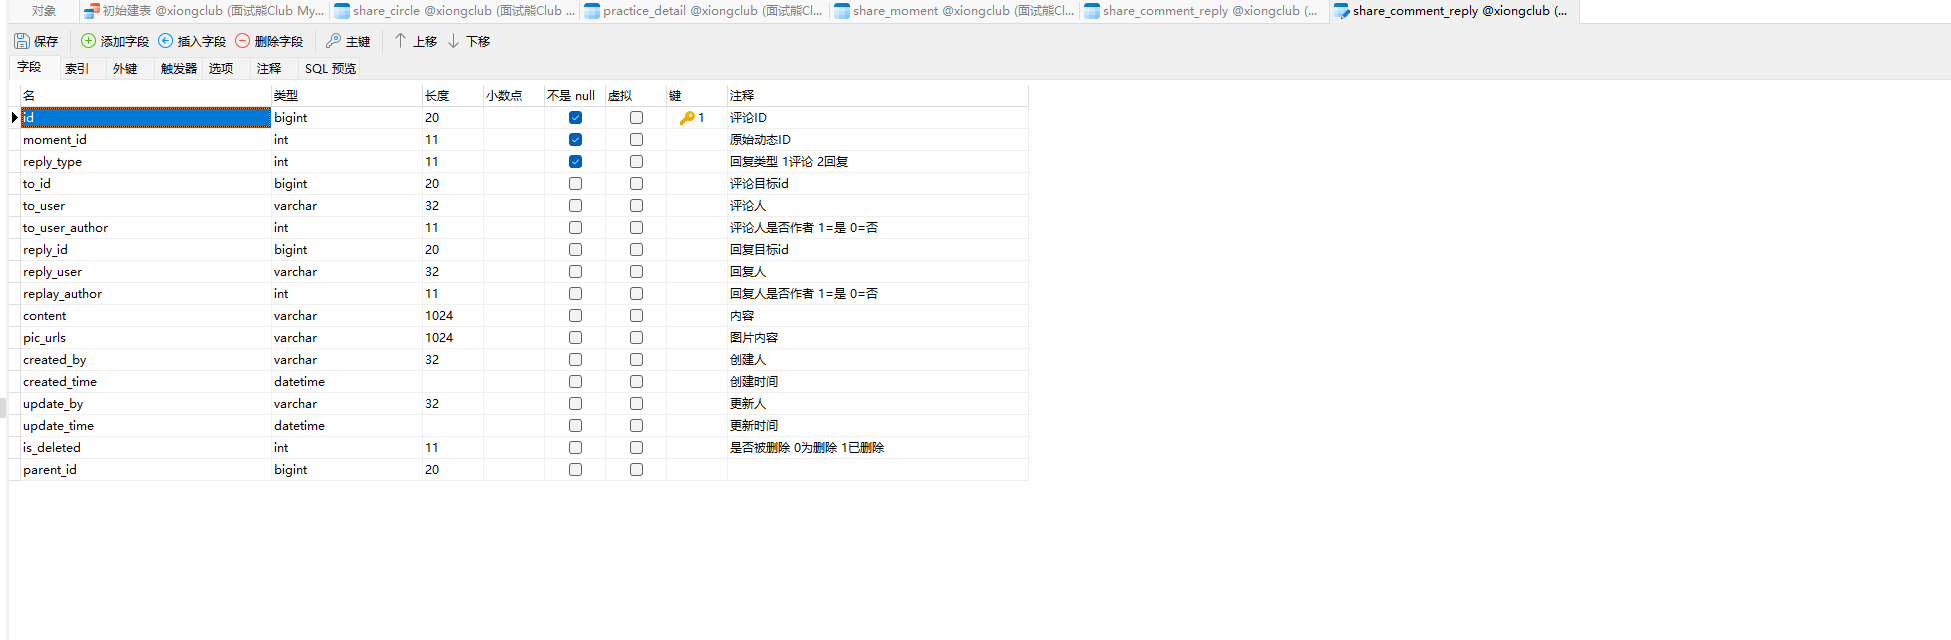 对象 初始建表 @xiongclub (面试熊Club My... share_circle @xiongclub (面试熊Club ... practice_detail @xiongclub (面试熊Cl... share_moment @xiongclub (面试熊Cl... share_comment_reply @xiongclub (... share_comment_reply @xiongclub (...
保存 添加字段 插入字段 删除字段 主键 上移 下移
字段 索引 外键 触发器 选项 注释 SQL 预览
名 类型 长度 小数点 不是 null 虚拟 键 注释
id bigint 20 1 评论ID
moment_id int 11 原始动态ID
reply_type int 11 回复类型 1评论 2回复
to_id bigint 20 评论目标id
to_user varchar 32 评论人
to_user_author int 11 评论人是否作者 1=是 0=否
reply_id bigint 20 回复目标id
reply_user varchar 32 回复人
replay_author int 11 回复人是否作者 1=是 0=否
content varchar 1024 内容
pic_urls varchar 1024 图片内容
created_by varchar 32 创建人
created_time datetime 创建时间
update_by varchar 32 更新人
update_time datetime 更新时间
is_deleted int 11 是否被删除 0为删除 1已删除
parent_id bigint 20